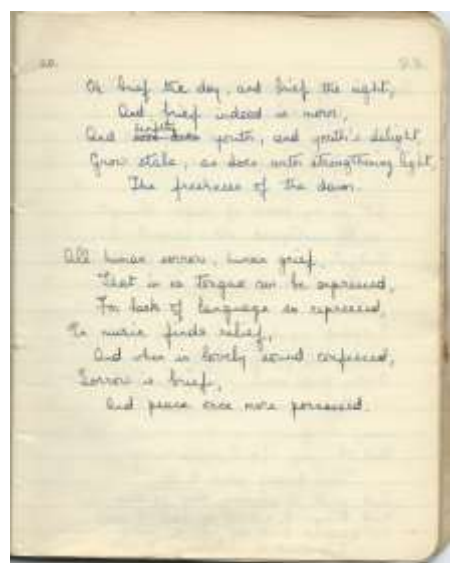 20.
Oh brief the day, and brief the night,
And brief indeed is morn,
And swiftly youth, and youth's delight
Grow stale, as does with strengthening light,
The freshness of the dawn.
All human sorrow, human grief,
That in no tongue can be expressed,
For lack of language so repressed,
In music finds relief,
And when in lovely sound confessed,
Sorrow is brief,
And peace once more possessed.